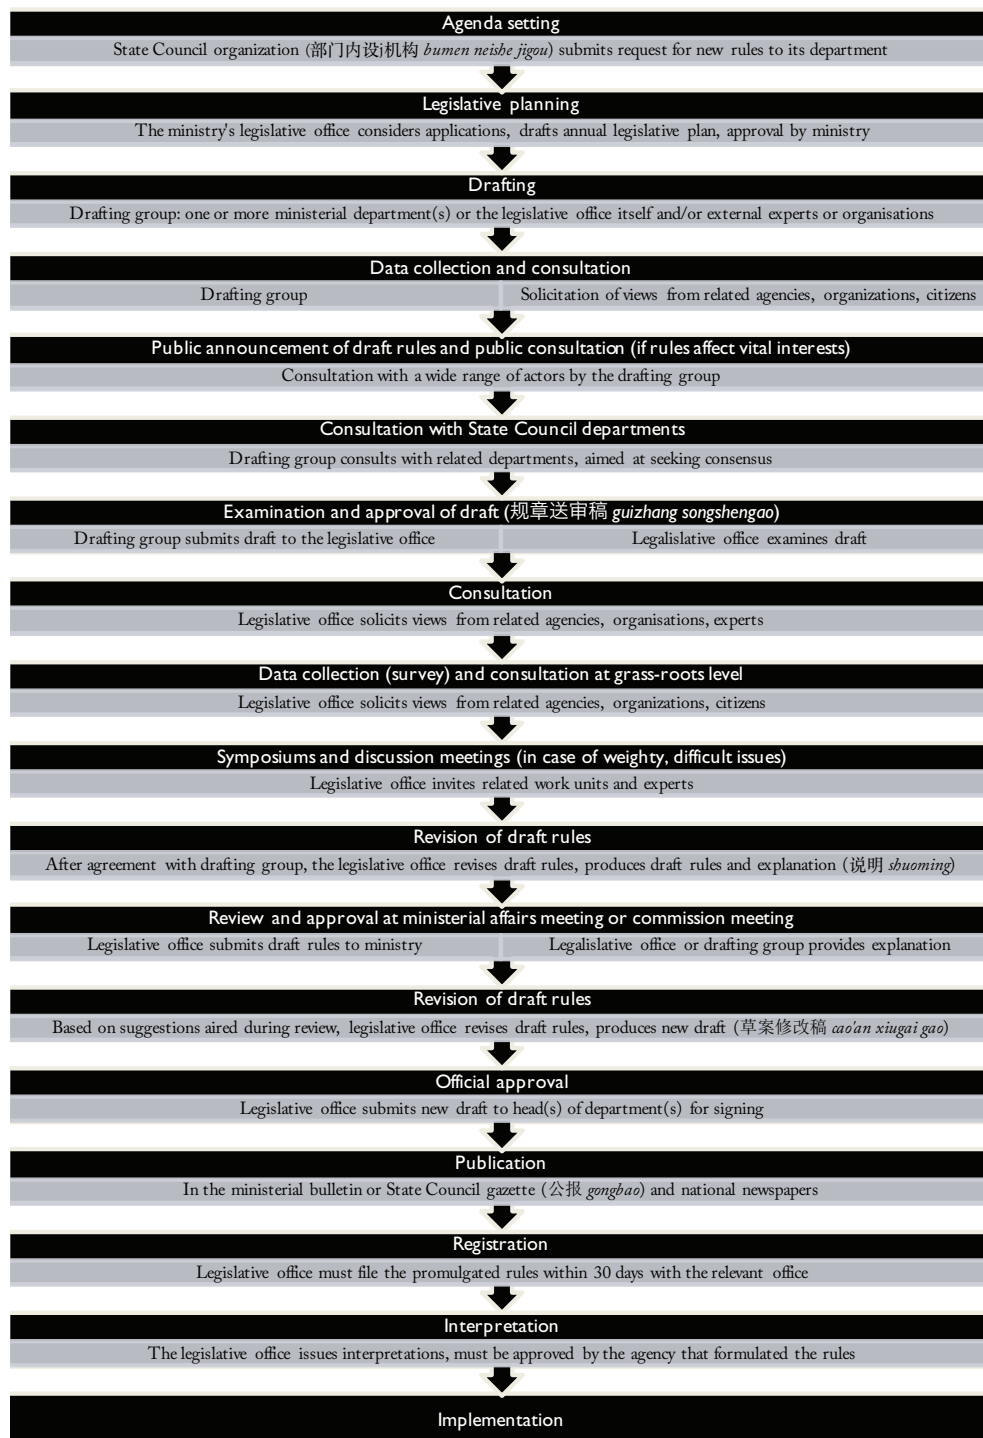 Agenda setting
State Council organization (部门内设机构 bumen neishe jigou) submits request for new rules to its department
Legislative planning
The ministry's legislative office considers applications, drafts annual legislative plan, approval by ministry
Drafting
Drafting group: one or more ministerial department(s) or the legislative office itself and/or external experts or organisations
Data collection and consultation
Drafting group
Solicitation of views from related agencies, organizations, citizens
Public announcement of draft rules and public consultation (if rules affect vital interests)
Consultation with a wide range of actors by the drafting group
Consultation with State Council departments
Drafting group consults with related departments, aimed at seeking consensus
Examination and approval of draft (规章送审稿 guizhang songshengao)
Drafting group submits draft to the legislative office
Legalislative office examines draft
Consultation
Legislative office solicits views from related agencies, organisations, experts
Data collection (survey) and consultation at grass-roots level
Legislative office solicits views from related agencies, organizations, citizens
Symposiums and discussion meetings (in case of weighty, difficult issues)
Legislative office invites related work units and experts
Revision of draft rules
After agreement with drafting group, the legislative office revises draft rules, produces draft rules and explanation (说明 shuoming)
Review and approval at ministerial affairs meeting or commission meeting
Legislative office submits draft rules to ministry
Legalislative office or drafting group provides explanation
Revision of draft rules
Based on suggestions aired during review, legislative office revises draft rules, produces new draft (草案修改稿 cao'an xiugai gao)
Official approval
Legislative office submits new draft to head(s) of department(s) for signing
Publication
In the ministerial bulletin or State Council gazette (公报 gongbao) and national newspapers
Registration
Legislative office must file the promulgated rules within 30 days with the relevant office
Interpretation
The legislative office issues interpretations, must be approved by the agency that formulated the rules
Implementation